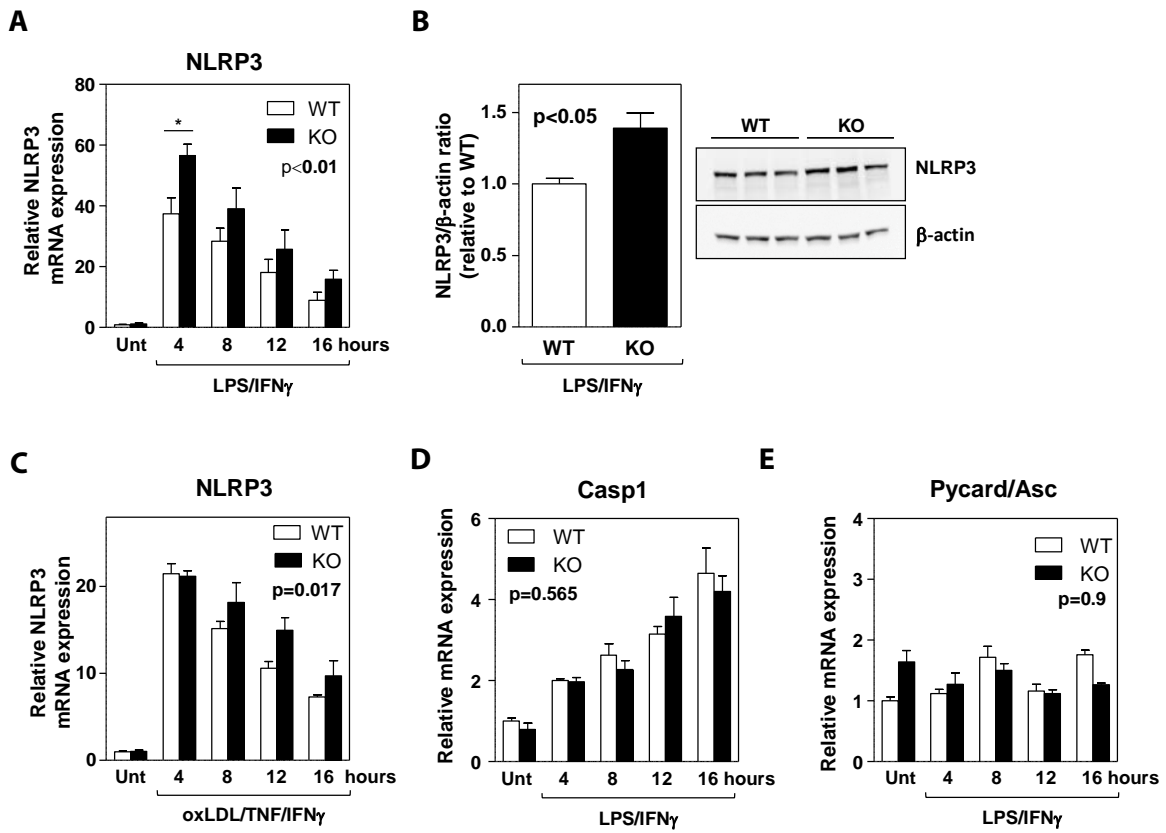 A
NLRP3
Relative NLRP3
mRNA expression
80
60
40
20
0
*
WT
KO
p<0.01
Unt 4 8 12 16 hours
LPS/IFNγ
B
NLRP3/β-actin ratio
(relative to WT)
1.5
1.0
0.5
0.0
p<0.05
WT KO
LPS/IFNγ
WT KO
NLRP3
β-actin
C
NLRP3
Relative NLRP3
mRNA expression
20
10
0
WT
KO
p=0.017
Unt 4 8 12 16 hours
oxLDL/TNF/IFNγ
D
Casp1
Relative mRNA expression
6
4
2
0
WT
KO
p=0.565
Unt 4 8 12 16 hours
LPS/IFNγ
E
Pycard/Asc
Relative mRNA expression
4
3
2
1
0
WT
KO
p=0.9
Unt 4 8 12 16 hours
LPS/IFNγ